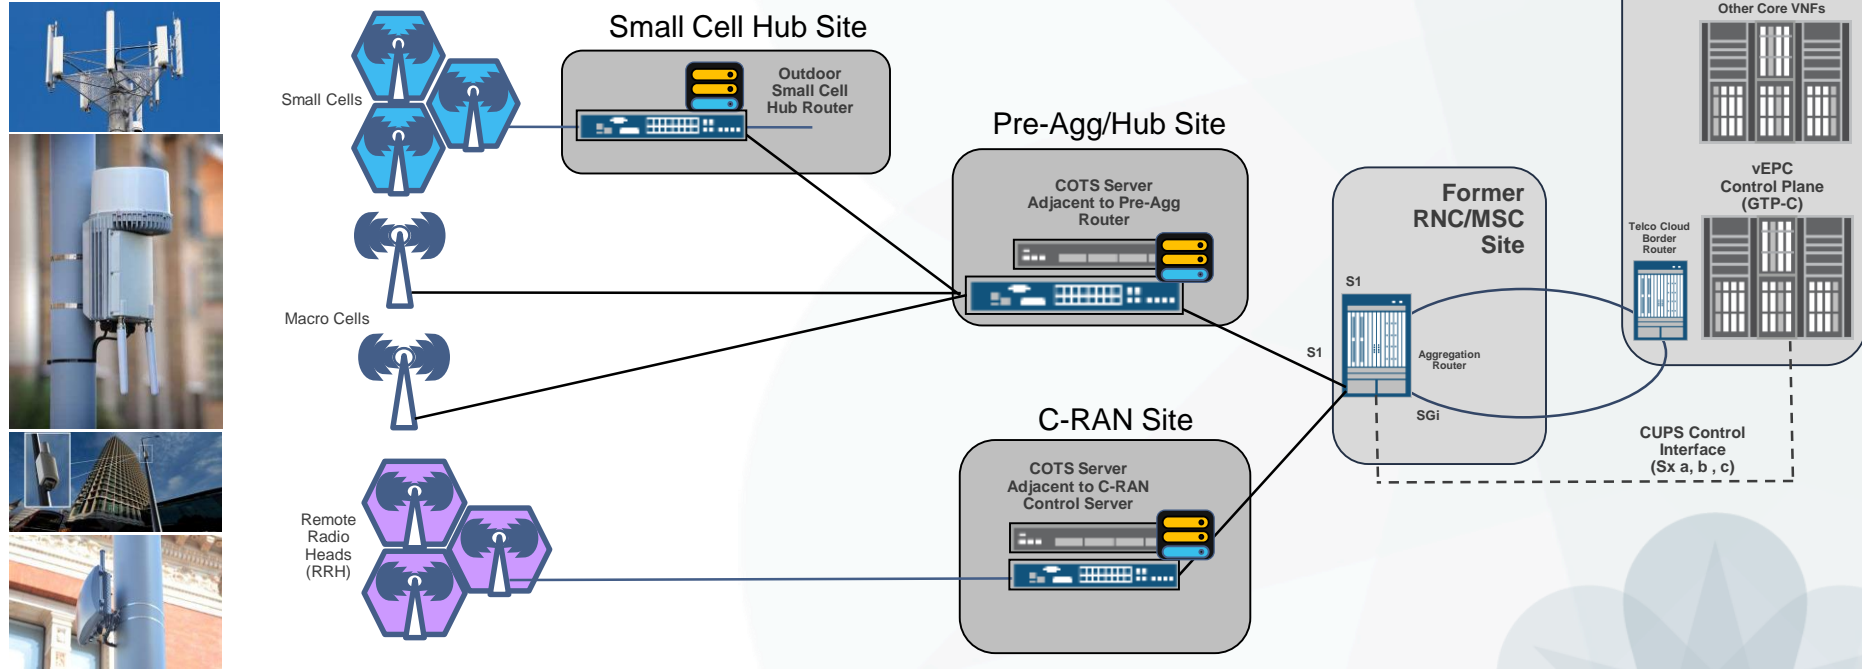 Small Cell Hub Site
Small Cells
Outdoor
Small Cell
Hub Router
Pre-Agg/Hub Site
COTS Server
Adjacent to Pre-Agg
Router
Macro Cells
C-RAN Site
COTS Server
Adjacent to C-RAN
Control Server
Remote
Radio
Heads
(RRH)
Former
RNC/MSC
Site
S1
S1
Aggregation
Router
SGi
Other Core VNFs
vEPC
Control Plane
(GTP-C)
Telco Cloud
Border
Router
CUPS Control
Interface
(Sx a, b , c)